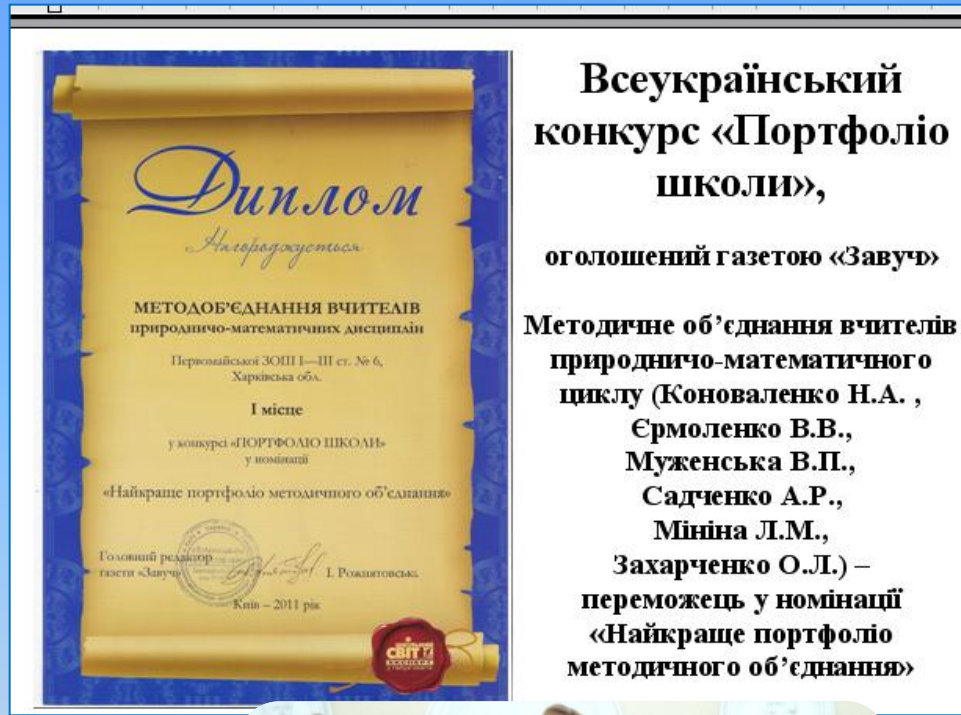 Диплом
Нагороджується
МЕТОДОБ’ЄДНАННЯ ВЧИТЕЛІВ
природничо-математичних дисциплін
Первомайської ЗОШ І—ІІІ ст. № 6,
Харківська обл.
І місце
у конкурсі «ПОРТФОЛІО ШКОЛИ»
у номінації
«Найкраще портфоліо методичного об’єднання»
Головний редактор
газети «Завуч»
І. Рожнятовська
Київ – 2011 рік
СВІТ
ЕКСПЕРТ
Всеукраїнський
конкурс «Портфоліо
школи»,
оголошений газетою «Завуч»
Методичне об’єднання вчителів
природничо-математичного
циклу (Коноваленко Н.А. ,
Єрмоленко В.В.,
Муженська В.П.,
Садченко А.Р.,
Мініна Л.М.,
Захарченко О.Л.) –
переможець у номінації
«Найкраще портфоліо
методичного об’єднання»